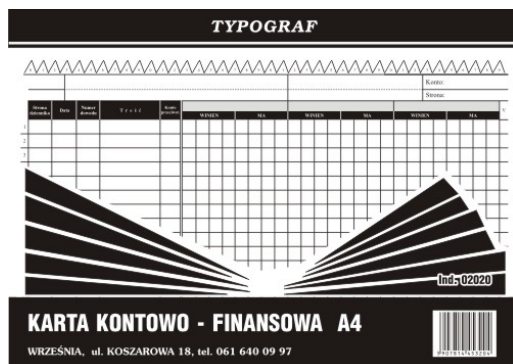 TYPOGRAF
Konto:
Strona:
Strona dziennika
Data
Numer dowodu
Treść
Konto przeciwst.
WINIEN
MA
WINIEN
MA
WINIEN
MA
1
2
3
Ind. 02020
KARTA KONTOWO - FINANSOWA A4
WRZEŚNIA, ul. KOSZAROWA 18, tel. 061 640 09 97